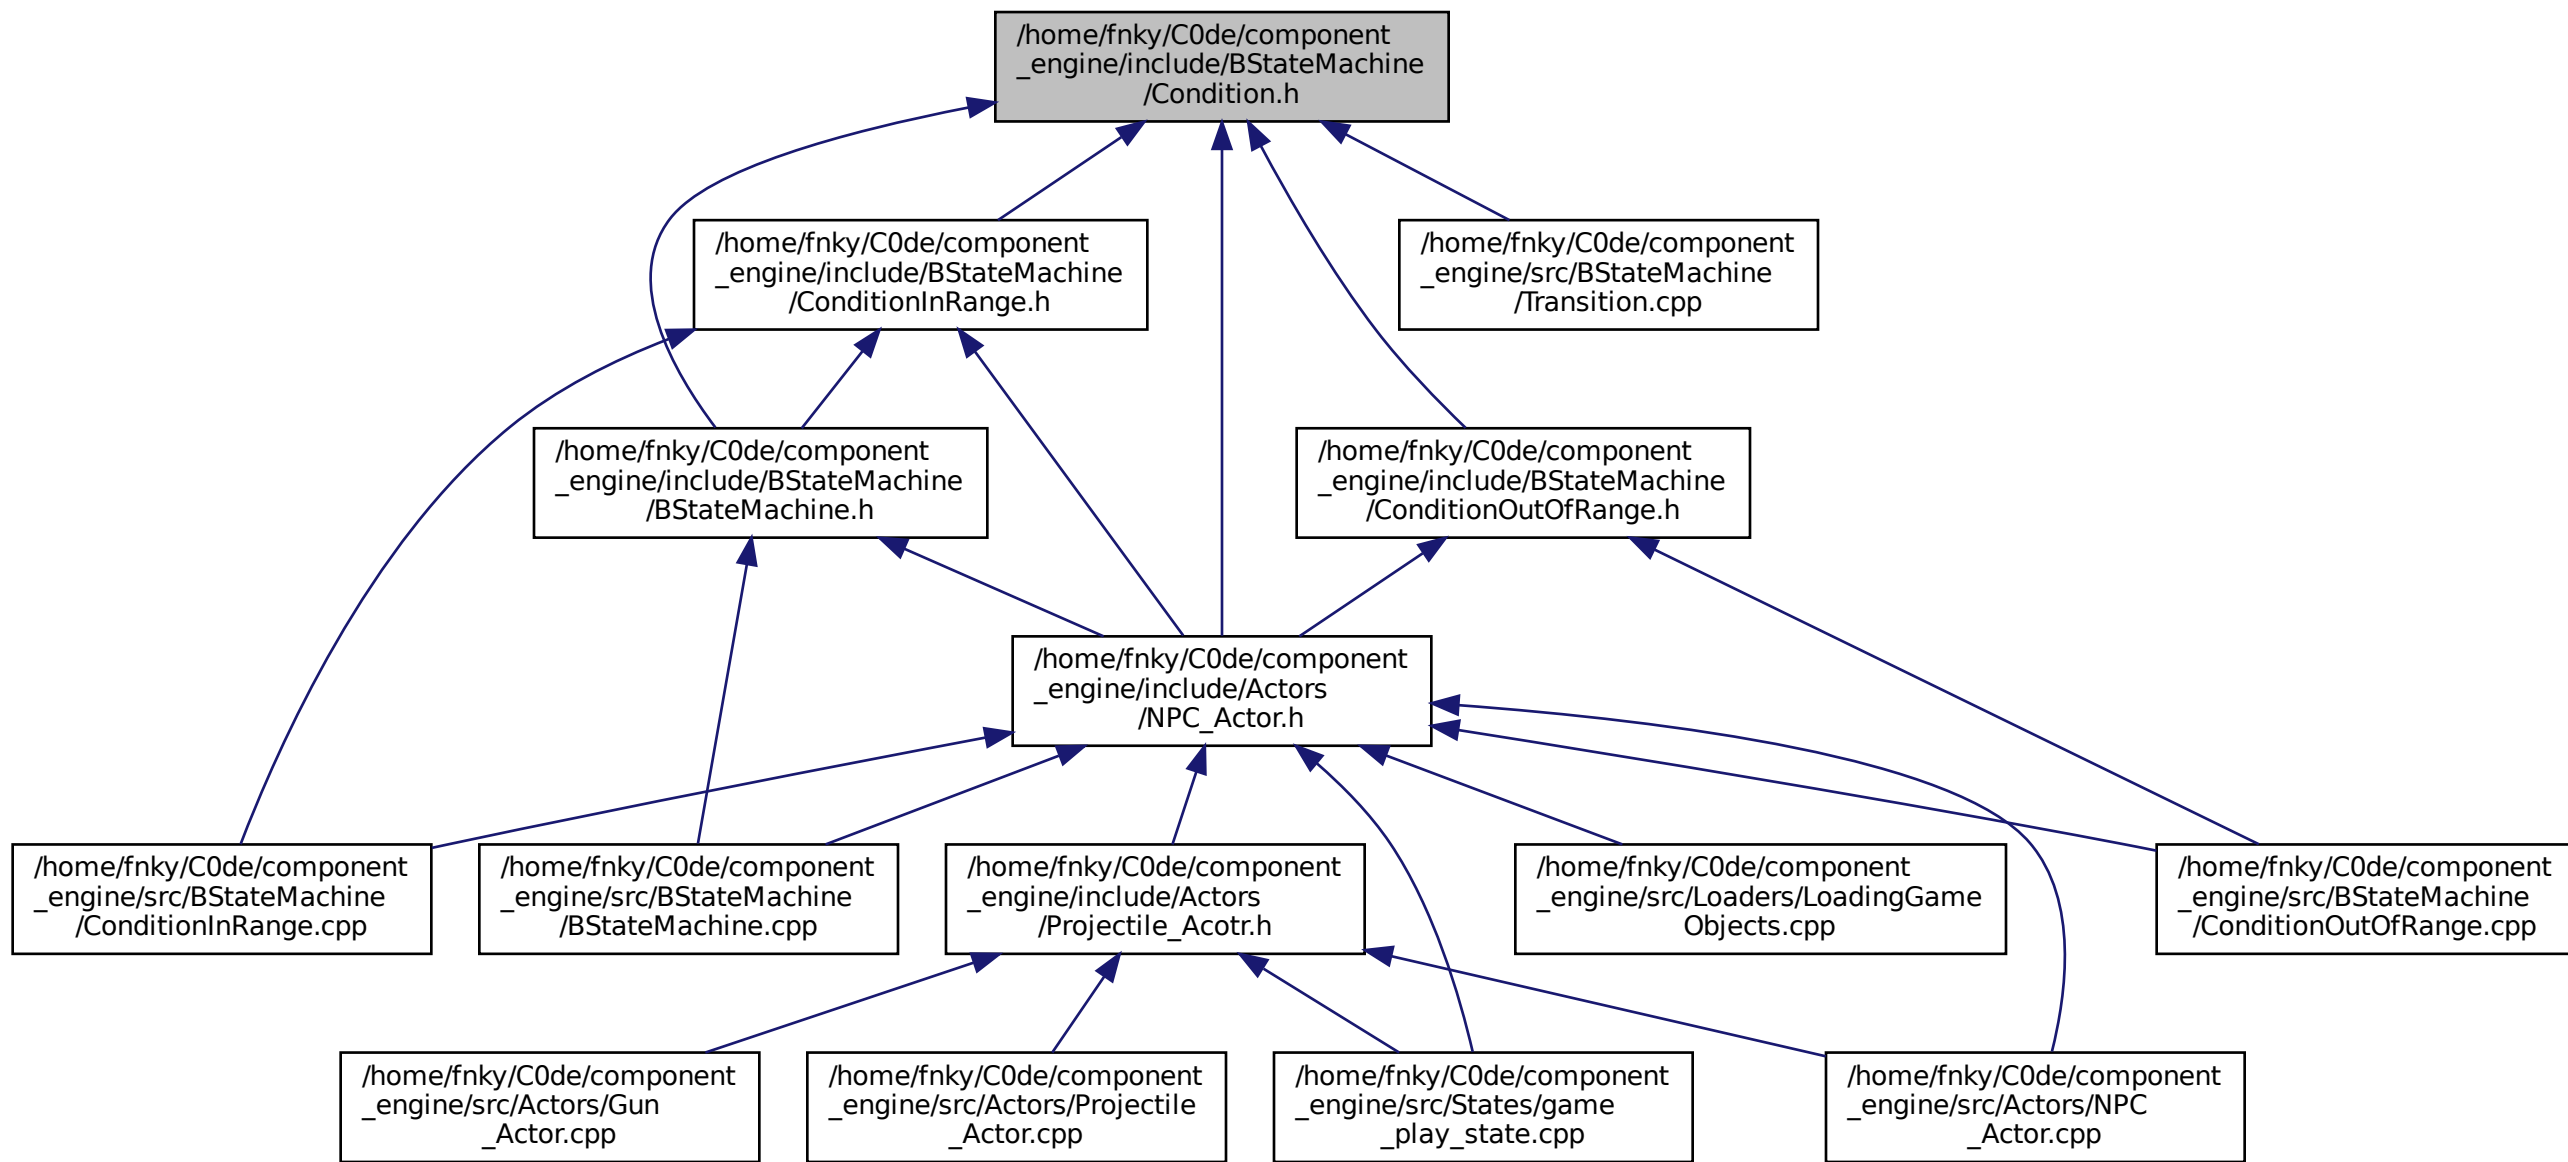 /home/fnky/C0de/component
_engine/include/BStateMachine
/Condition.h
/home/fnky/C0de/component
_engine/include/BStateMachine
/ConditionInRange.h
/home/fnky/C0de/component
_engine/src/BStateMachine
/Transition.cpp
/home/fnky/C0de/component
_engine/include/BStateMachine
/BStateMachine.h
/home/fnky/C0de/component
_engine/include/BStateMachine
/ConditionOutOfRange.h
/home/fnky/C0de/component
_engine/include/Actors
/NPC_Actor.h
/home/fnky/C0de/component
_engine/src/BStateMachine
/ConditionInRange.cpp
/home/fnky/C0de/component
_engine/src/BStateMachine
/BStateMachine.cpp
/home/fnky/C0de/component
_engine/include/Actors
/Projectile_Acotr.h
/home/fnky/C0de/component
_engine/src/Loaders/LoadingGame
Objects.cpp
/home/fnky/C0de/component
_engine/src/BStateMachine
/ConditionOutOfRange.cpp
/home/fnky/C0de/component
_engine/src/Actors/Gun
_Actor.cpp
/home/fnky/C0de/component
_engine/src/Actors/Projectile
_Actor.cpp
/home/fnky/C0de/component
_engine/src/States/game
_play_state.cpp
/home/fnky/C0de/component
_engine/src/Actors/NPC
_Actor.cpp